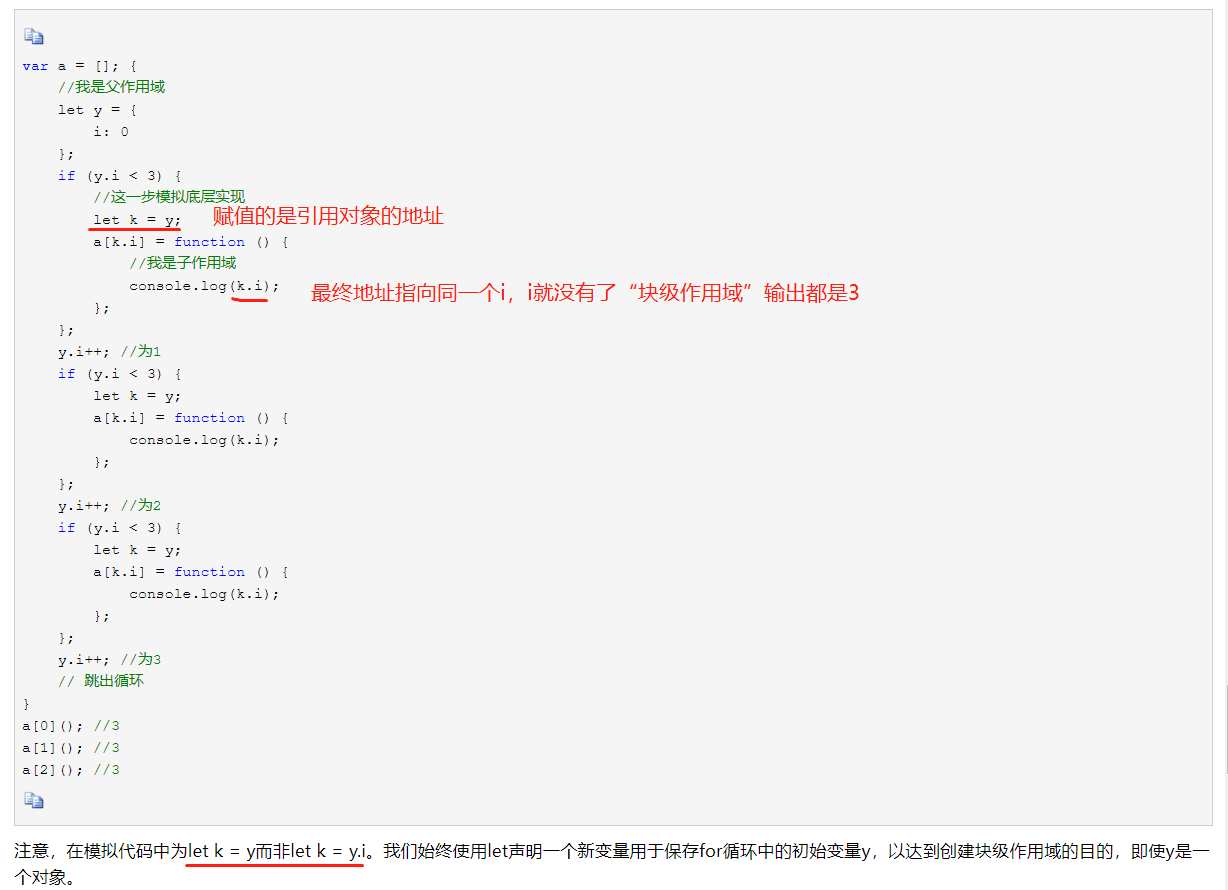 var a = []; {
//我是父作用域
let y = {
i: 0
};
if (y.i < 3) {
//这一步模拟底层实现
let k = y; 赋值的是引用对象的地址
a[k.i] = function () {
//我是子作用域
console.log(k.i); 最终地址指向同一个i，i就没有了“块级作用域”输出都是3
};
};
y.i++; //为1
if (y.i < 3) {
let k = y;
a[k.i] = function () {
console.log(k.i);
};
};
y.i++; //为2
if (y.i < 3) {
let k = y;
a[k.i] = function () {
console.log(k.i);
};
};
y.i++; //为3
// 跳出循环
}
a[0](); //3
a[1](); //3
a[2](); //3
注意，在模拟代码中为let k = y而非let k = y.i。我们始终使用let声明一个新变量用于保存for循环中的初始变量y，以达到创建块级作用域的目的，即使y是一
个对象。